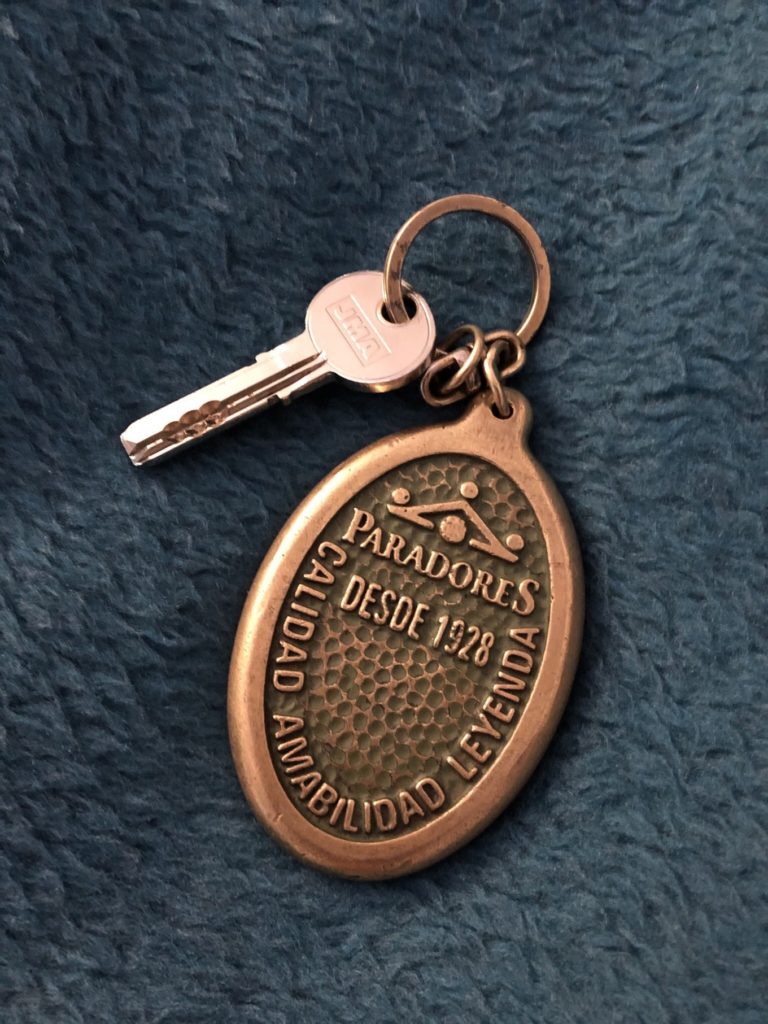 JMA
PARADORES
DESDE 1928
CALIDAD AMABILIDAD LEYENDA